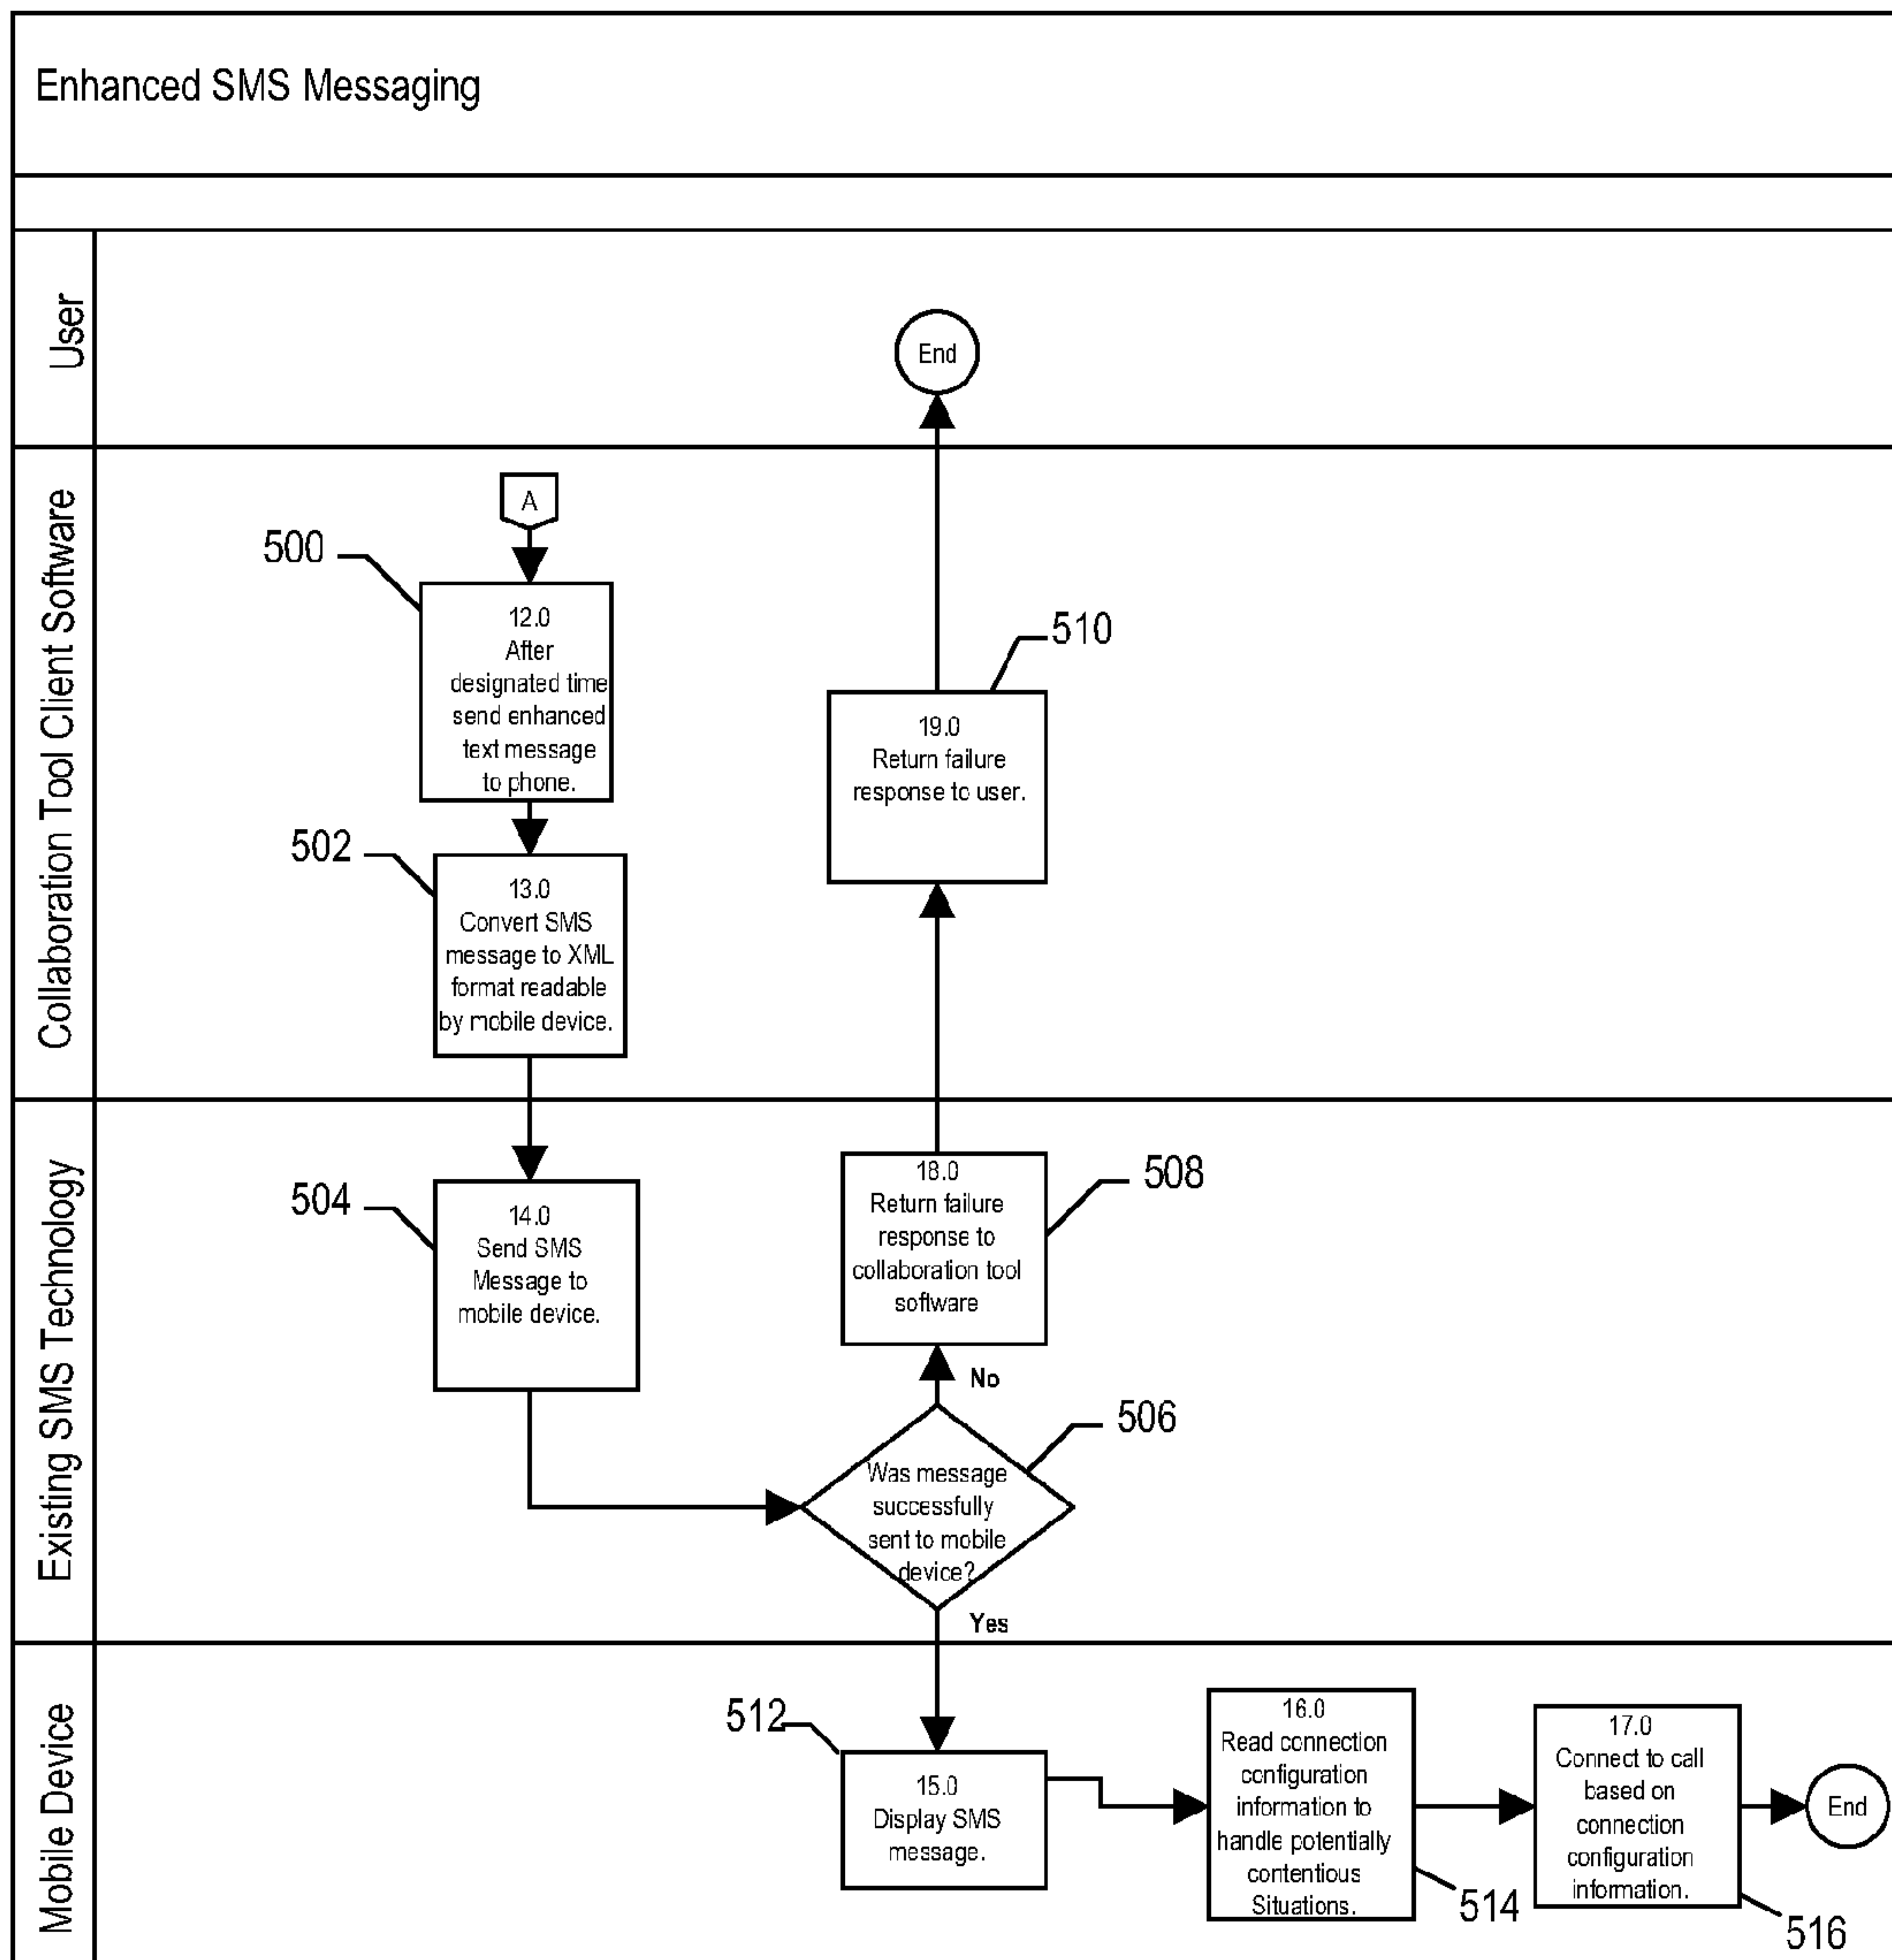 Enhanced SMS Messaging
User
End
Collaboration Tool Client Software
A
500
12.0
After
designated time
send enhanced
text message
to phone.
502
13.0
Convert SMS
message to XML
format readable
by mobile device.
510
19.0
Return failure
response to user.
Existing SMS Technology
504
14.0
Send SMS
Message to
mobile device.
508
18.0
Return failure
response to
collaboration tool
software
No
506
Was message
successfully
sent to mobile
device?
Yes
Mobile Device
512
15.0
Display SMS
message.
16.0
Read connection
configuration
information to
handle potentially
contentious
Situations.
514
17.0
Connect to call
based on
connection
configuration
information.
516
End